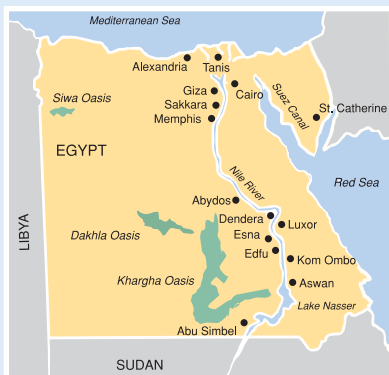 Mediterranean Sea
Alexandria
Tanis
Giza
Cairo
Siwa Oasis
Sakkara
Suez Canal
St. Catherine
Memphis
EGYPT
Nile River
Red Sea
Abydos
Dendera
Luxor
LIBYA
Dakhla Oasis
Esna
Edfu
Kom Ombo
Khargha Oasis
Aswan
Lake Nasser
Abu Simbel
SUDAN